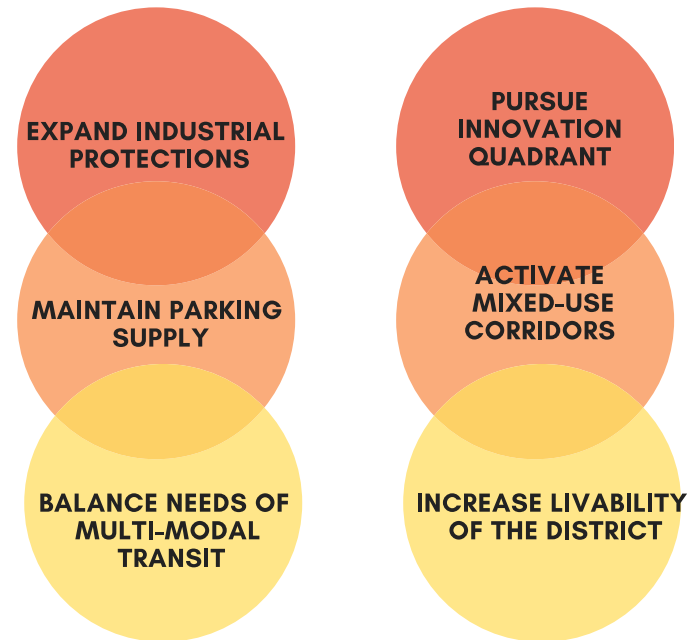 EXPAND INDUSTRIAL
PROTECTIONS
MAINTAIN PARKING
SUPPLY
BALANCE NEEDS OF
MULTI-MODAL
TRANSIT
PURSUE
INNOVATION
QUADRANT
ACTIVATE
MIXED-USE
CORRIDORS
INCREASE LIVABILITY
OF THE DISTRICT